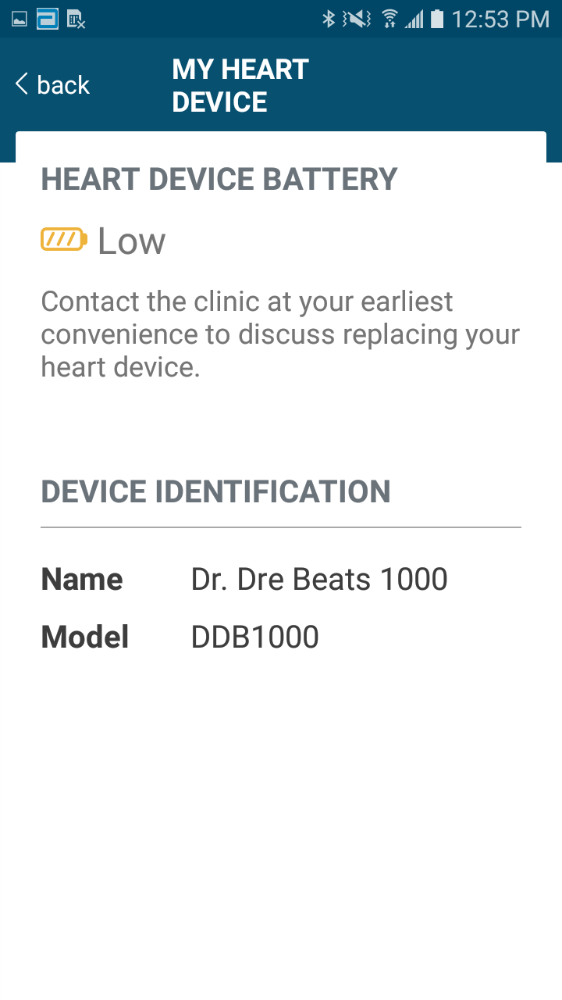 12:53 PM
back
MY HEART
DEVICE
HEART DEVICE BATTERY
Low
Contact the clinic at your earliest
convenience to discuss replacing your
heart device.
DEVICE IDENTIFICATION
Name Dr. Dre Beats 1000
Model DDB1000